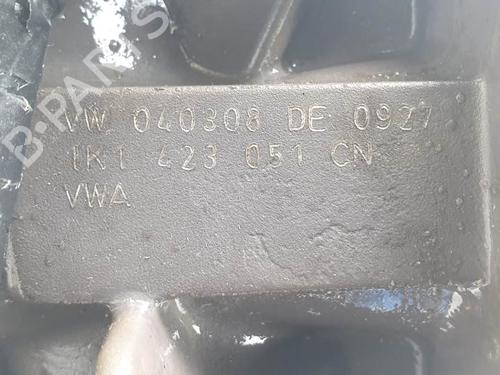 B-PARTS
VW 040308 DE 0927
1K1 423 051 CN
VWA